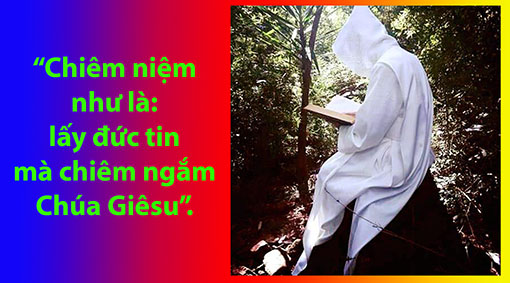 “Chiêm niệm
như là:
lấy đức tin
mà chiêm ngắm
Chúa Giêsu”.